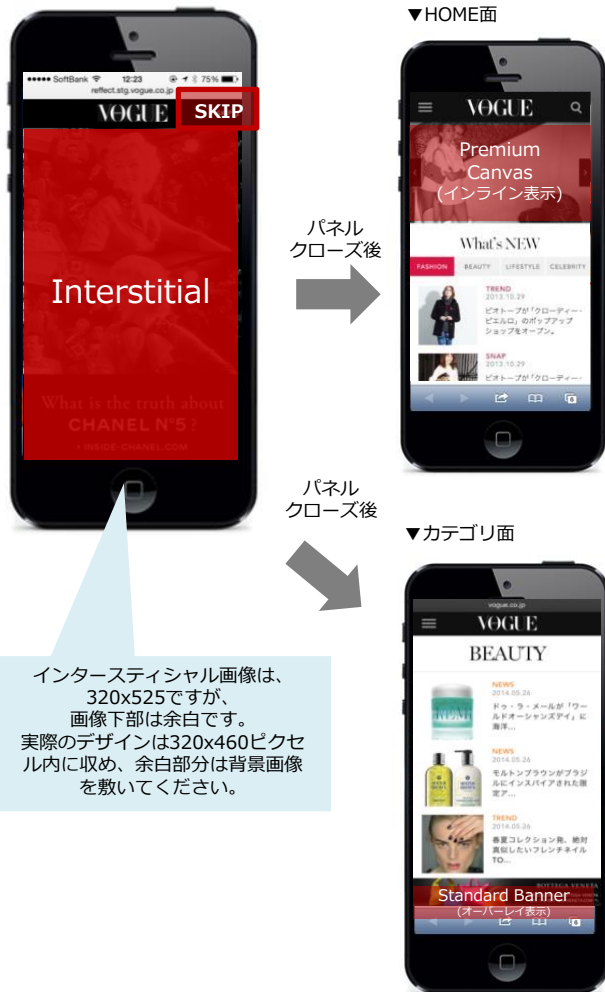 ●●●●● SoftBank 12:23 75%
reffect.stg.vogue.co.jp
VOGUE SKIP
Interstitial
What is the truth about
CHANEL N°5 ?
• INSIDE-CHANEL.COM
パネル
クローズ後
▼HOME面
VOGUE
Premium
Canvas
(インライン表示)
What's NEW
FASHION BEAUTY LIFESTYLE CELEBRITY
TREND
2013.10.29
ビオトープが「クローディー・
ピエルロ」のポップアップ
ショップをオープン。
SNAP
2013.10.29
ビオトープが「クローディー・
パネル
クローズ後
▼カテゴリ面
vogue.co.jp
VOGUE
BEAUTY
NEWS
2014.05.26
ドゥ・ラ・メールが「ワー
ルドオーシャンズデイ」に
海洋...
NEWS
2014.05.26
モルトンブラウンがブラジ
ルにインスパイアされた限
定ア...
TREND
2014.05.26
春夏コレクション発、絶対
真似したいフレンチネイル
TO...
BOTTEGA VENETA
Standard Banner
(オーバーレイ表示)
インタースティシャル画像は、
320x525ですが、
画像下部は余白です。
実際のデザインは320x460ピクセ
ル内に収め、余白部分は背景画像
を敷いてください。